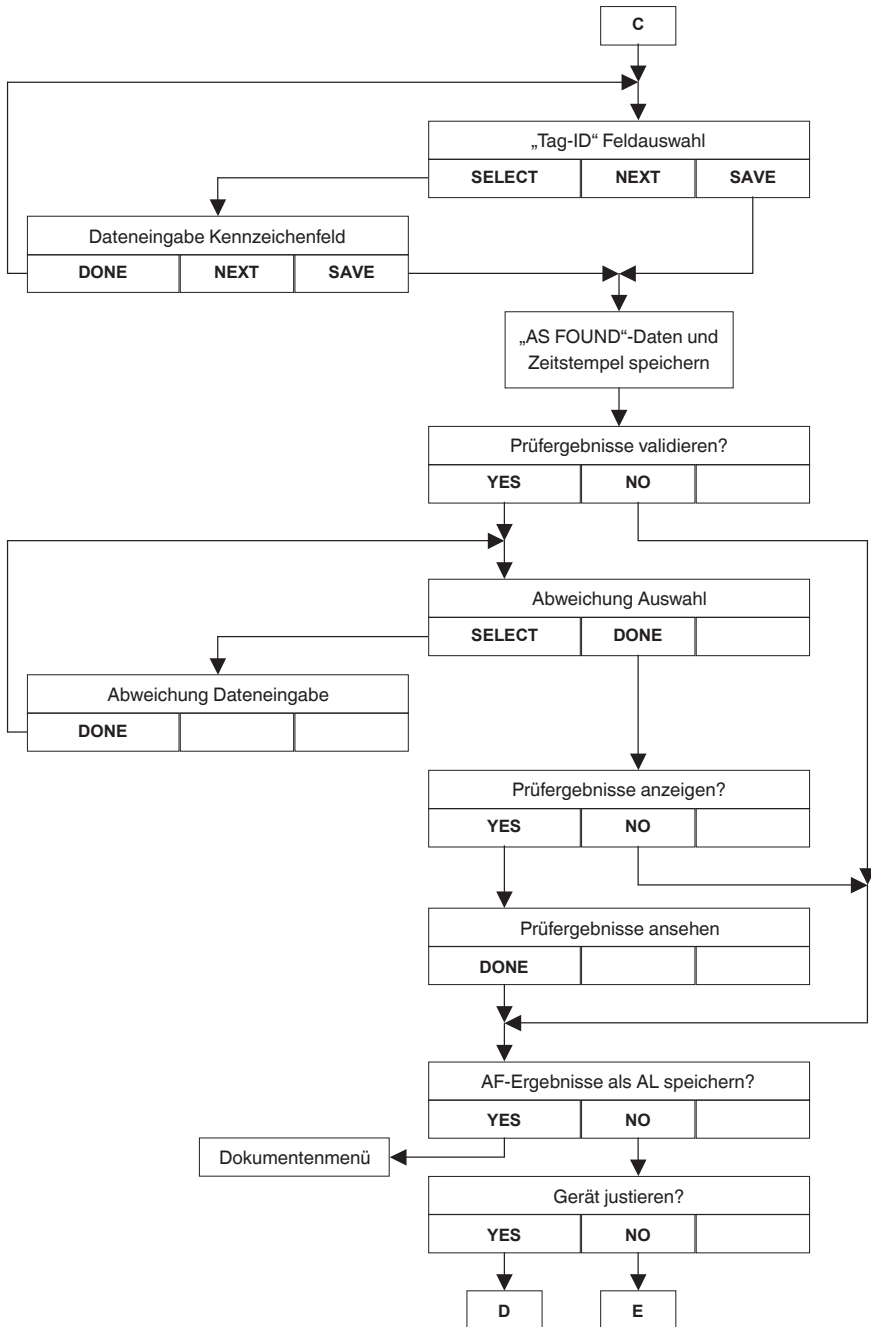 C
„Tag-ID“ Feldauswahl
SELECT NEXT SAVE
Dateneingabe Kennzeichenfeld
DONE NEXT SAVE
„AS FOUND“-Daten und
Zeitstempel speichern
Prüfergebnisse validieren?
YES NO
Abweichung Auswahl
SELECT DONE
Abweichung Dateneingabe
DONE
Prüfergebnisse anzeigen?
YES NO
Prüfergebnisse ansehen
DONE
AF-Ergebnisse als AL speichern?
YES NO
Dokumentenmenü
Gerät justieren?
YES NO
D E